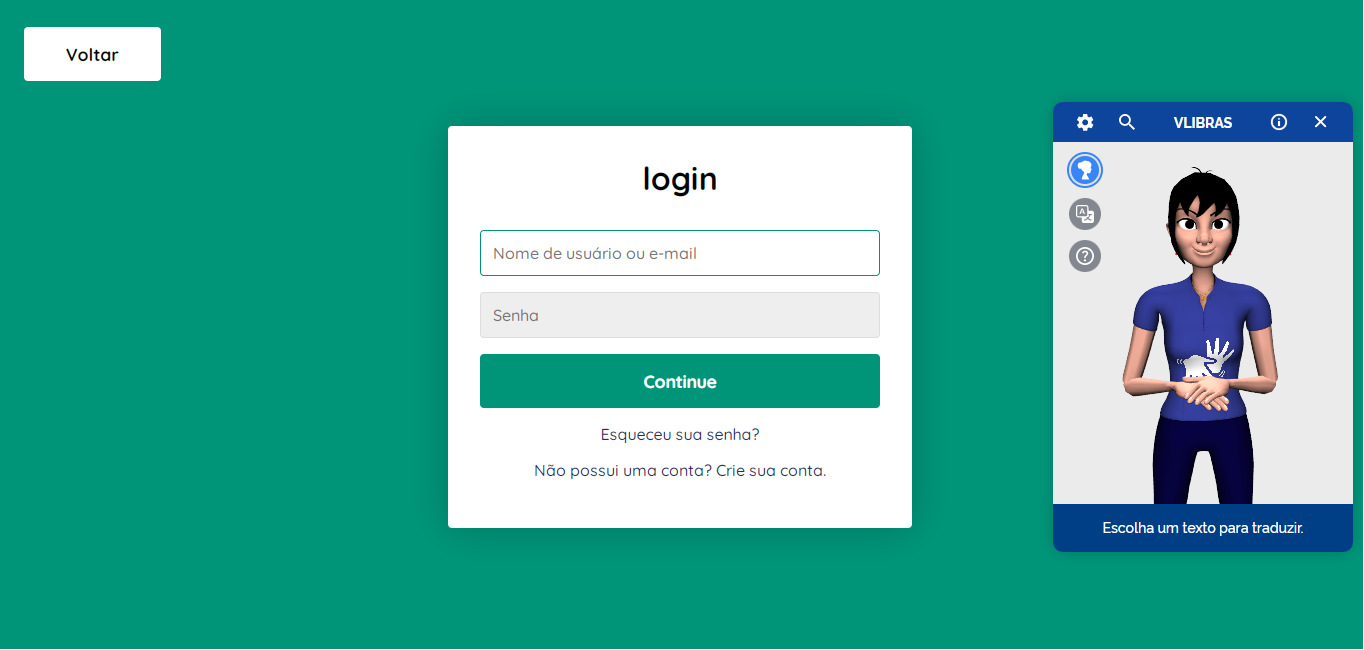 Voltar
login
Nome de usuário ou e-mail
Senha
Continue
Esqueceu sua senha?
Não possui uma conta? Crie sua conta.
VLIBRAS
Escolha um texto para traduzir.